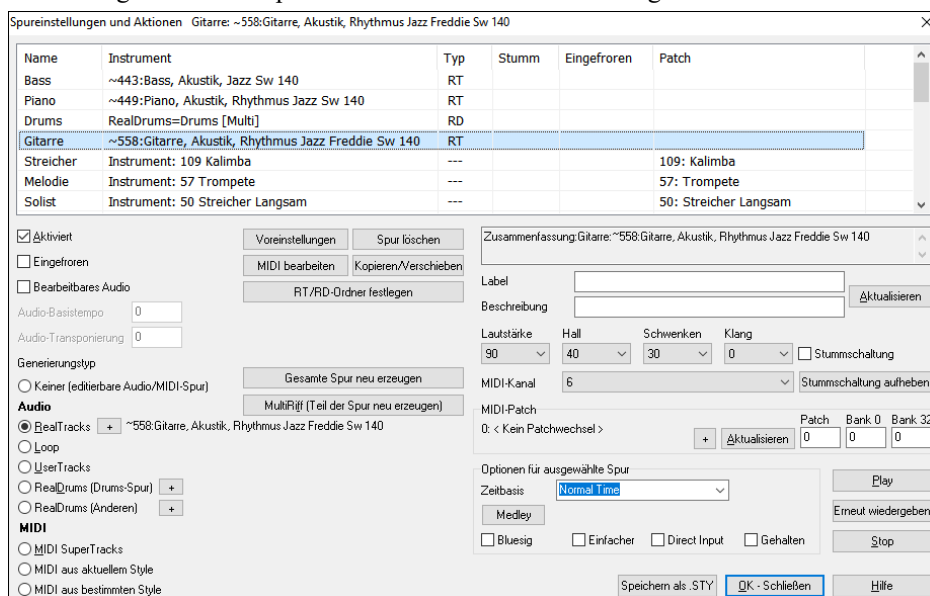 Spureinstellungen und Aktionen Gitarre: ~558:Gitarre, Akustik, Rhythmus Jazz Freddie Sw 140
Name Instrument Typ Stumm Eingefroren Patch
Bass ~443:Bass, Akustik, Jazz Sw 140 RT
Piano ~449:Piano, Akustik, Rhythmus Jazz Sw 140 RT
Drums RealDrums=Drums [Multi] RD
Gitarre ~558:Gitarre, Akustik, Rhythmus Jazz Freddie Sw 140 RT
Streicher Instrument: 109 Kalimba --- 109: Kalimba
Melodie Instrument: 57 Trompete --- 57: Trompete
Solist Instrument: 50 Streicher Langsam --- 50: Streicher Langsam
Aktiviert
Eingefroren
Bearbeitbares Audio
Audio-Basistempo 0
Audio-Transponierung 0
Voreinstellungen Spur löschen
MIDI bearbeiten Kopieren/Verschieben
RT/RD-Ordner festlegen
Generierungstyp
Keiner (editierbare Audio/MIDI-Spur)
Gesamte Spur neu erzeugen
MultiRiff (Teil der Spur neu erzeugen)
Audio
RealTracks + ~558:Gitarre, Akustik, Rhythmus Jazz Freddie Sw 140
Loop
UserTracks
RealDrums (Drums-Spur) +
RealDrums (Anderen) +
MIDI
MIDI SuperTracks
MIDI aus aktuellem Style
MIDI aus bestimmten Style
Zusammenfassung:Gitarre:~558:Gitarre, Akustik, Rhythmus Jazz Freddie Sw 140
Label
Beschreibung
Aktualisieren
Lautstärke Hall Schwenken Klang
90 40 30 0 Stummschaltung
MIDI-Kanal 6 Stummschaltung aufheben
MIDI-Patch
0: < Kein Patchwechsel >
Patch Bank 0 Bank 32
+ Aktualisieren 0 0 0
Optionen für ausgewählte Spur
Zeitbasis Normal Time
Medley
Bluesig Einfacher Direct Input Gehalten
Play
Erneut wiedergeben
Stop
Speichern als .STY OK - Schließen Hilfe